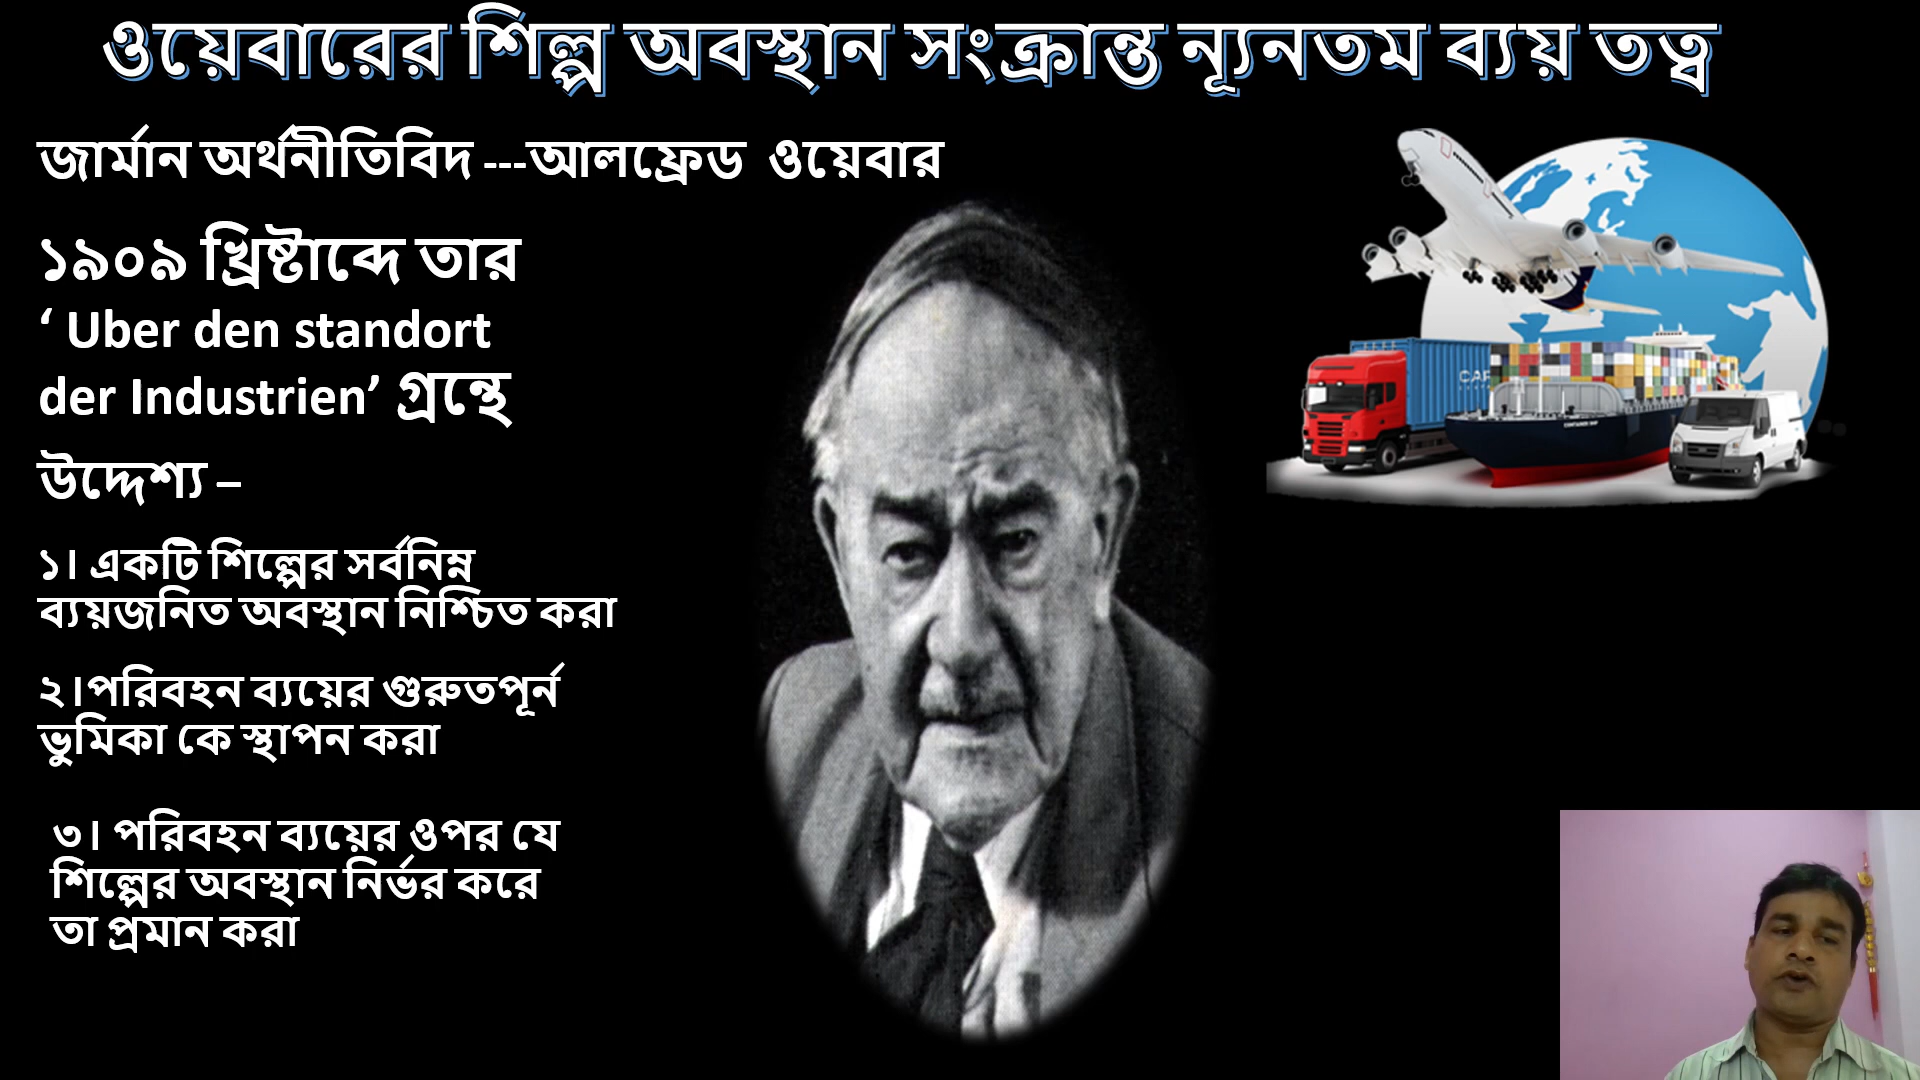 ওয়েবারের শিল্প অবস্থান সংক্রান্ত ন্যূনতম ব্যয় তত্ব
জার্মান অর্থনীতিবিদ ---আলফ্রেড ওয়েবার
১৯০৯ খ্রিষ্টাব্দে তার
‘ Uber den standort
der Industrien’ গ্রন্থে
উদ্দেশ্য –
১। একটি শিল্পের সর্বনিম্ন
ব্যয়জনিত অবস্থান নিশ্চিত করা
২।পরিবহন ব্যয়ের গুরুতপূর্ন
ভুমিকা কে স্থাপন করা
৩। পরিবহন ব্যয়ের ওপর যে
শিল্পের অবস্থান নির্ভর করে
তা প্রমান করা
CONTAINER SHIP